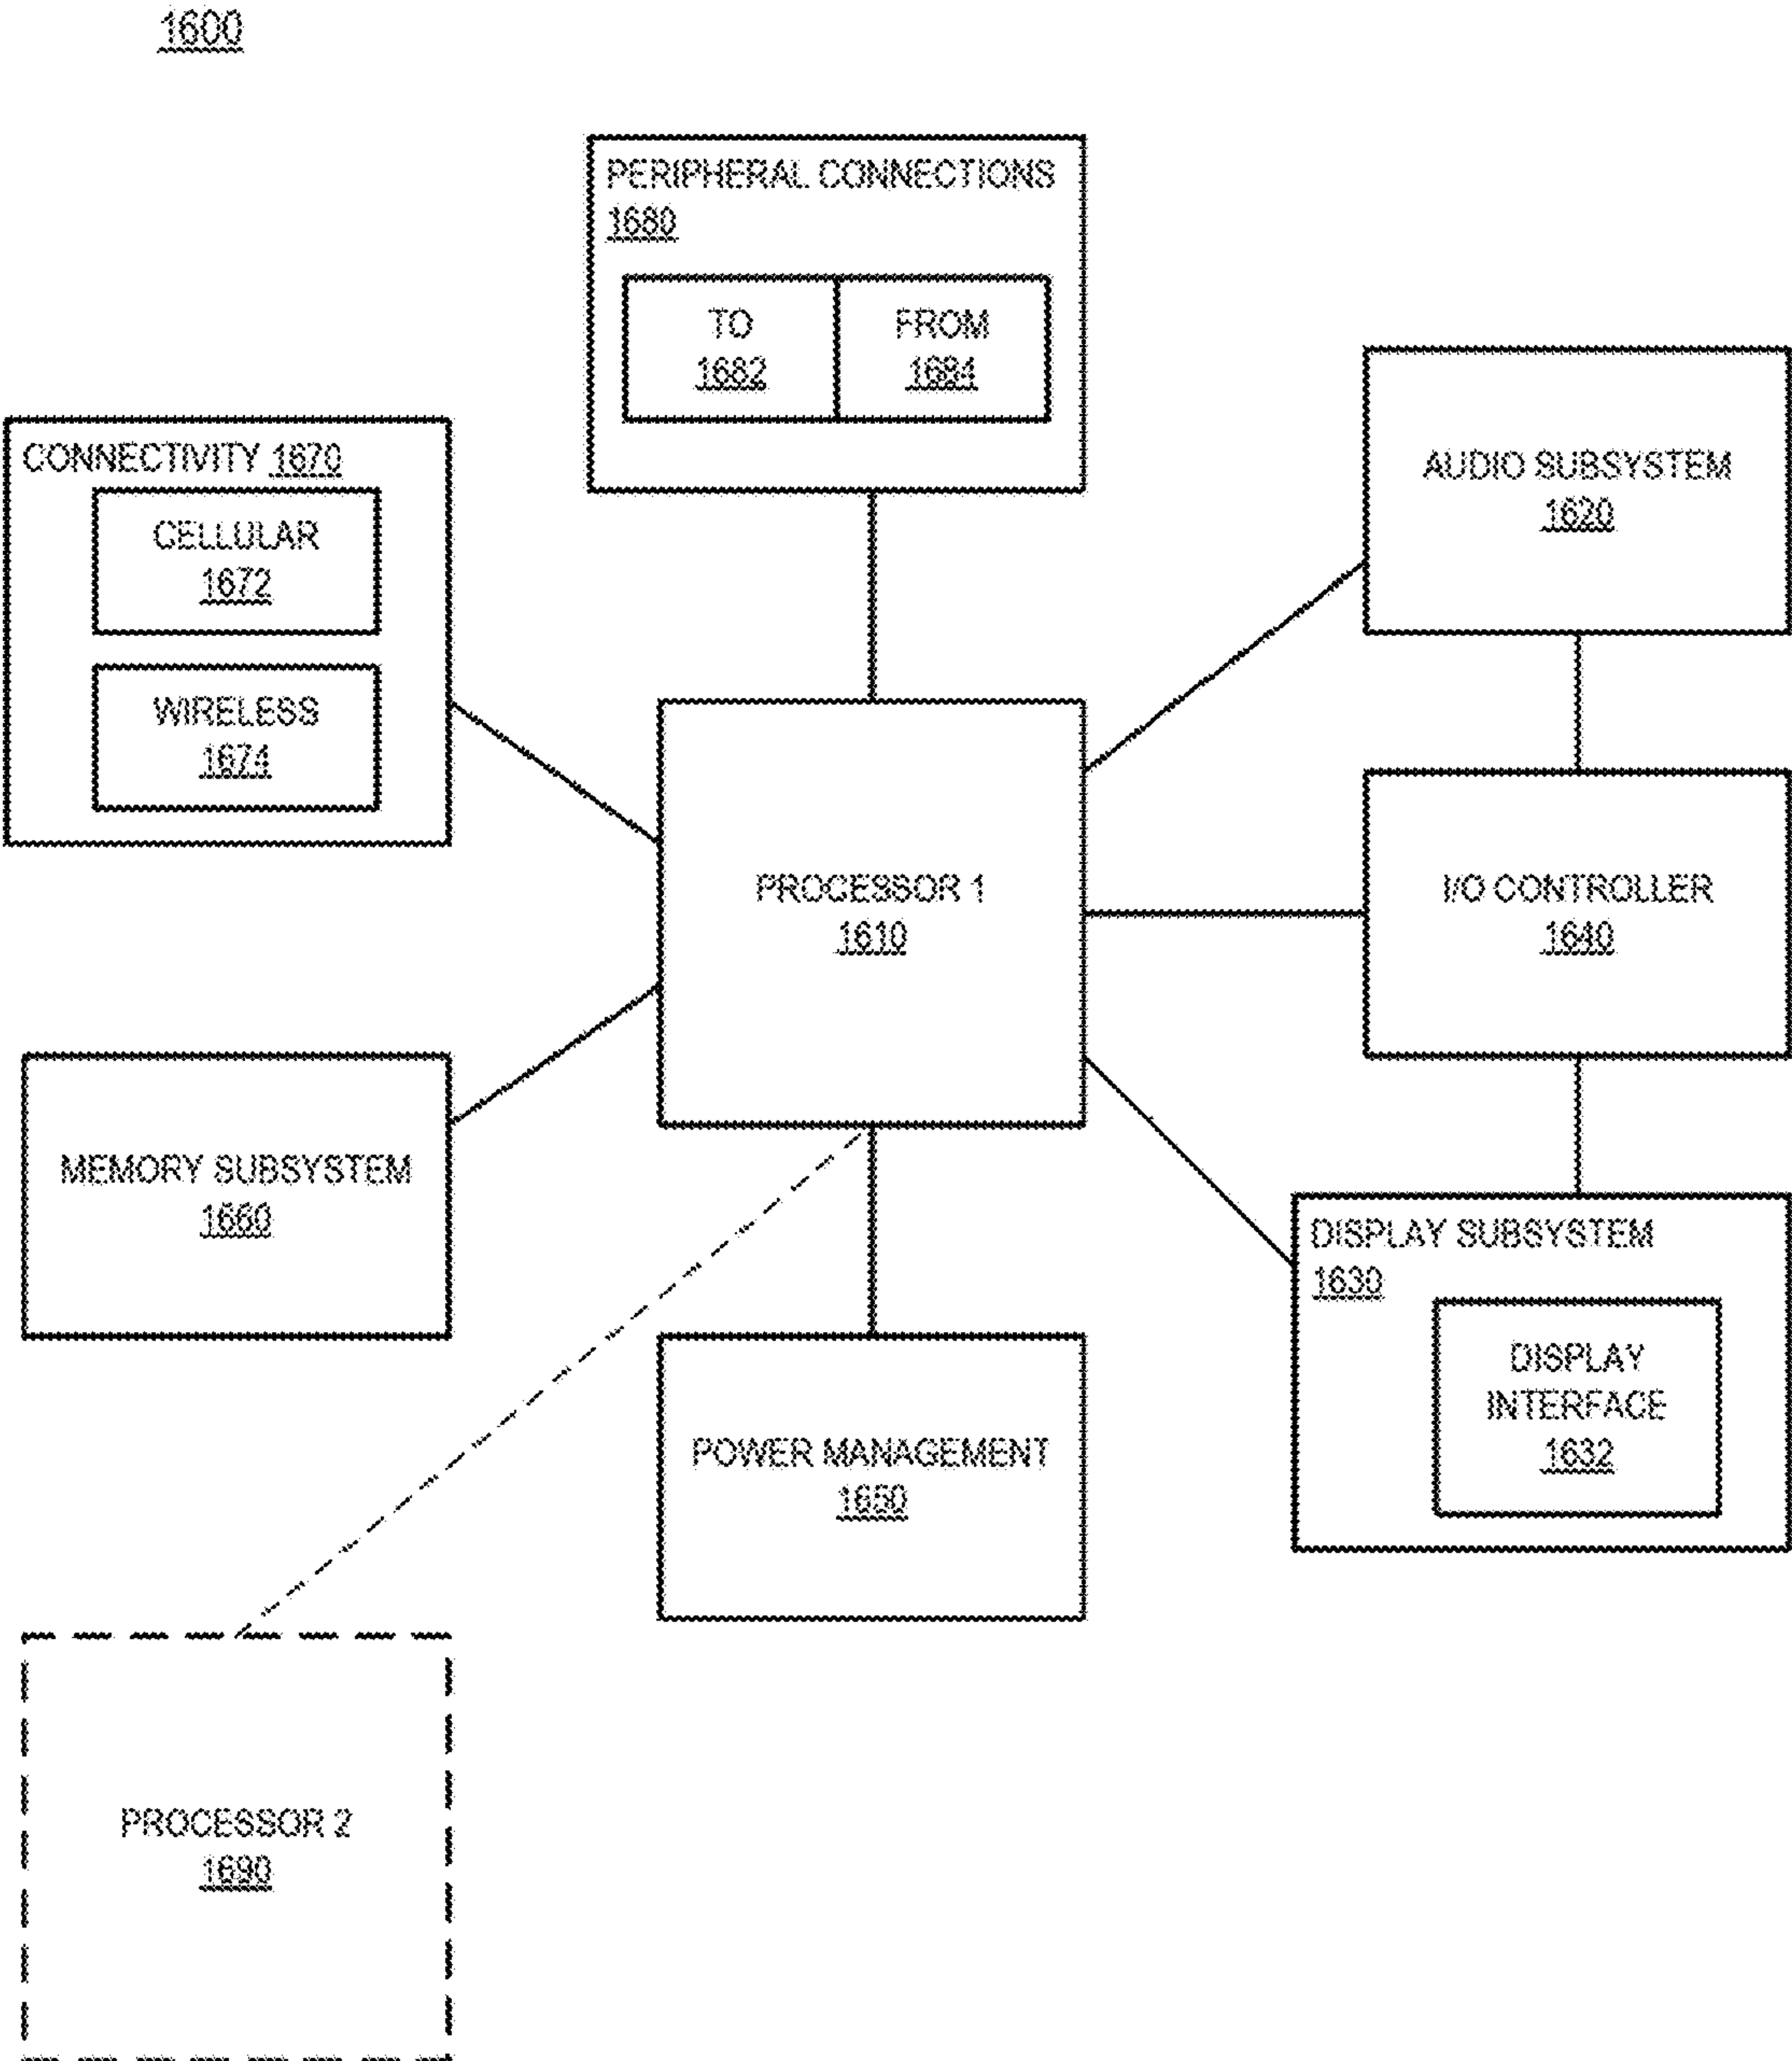 1600
PERIPHERAL CONNECTIONS
1680
TO
1682
FROM
1684
CONNECTIVITY 1670
CELLULAR
1672
WIRELESS
1674
AUDIO SUBSYSTEM
1620
PROCESSOR 1
1610
I/O CONTROLLER
1640
MEMORY SUBSYSTEM
1660
DISPLAY SUBSYSTEM
1630
DISPLAY
INTERFACE
1632
POWER MANAGEMENT
1650
PROCESSOR 2
1690